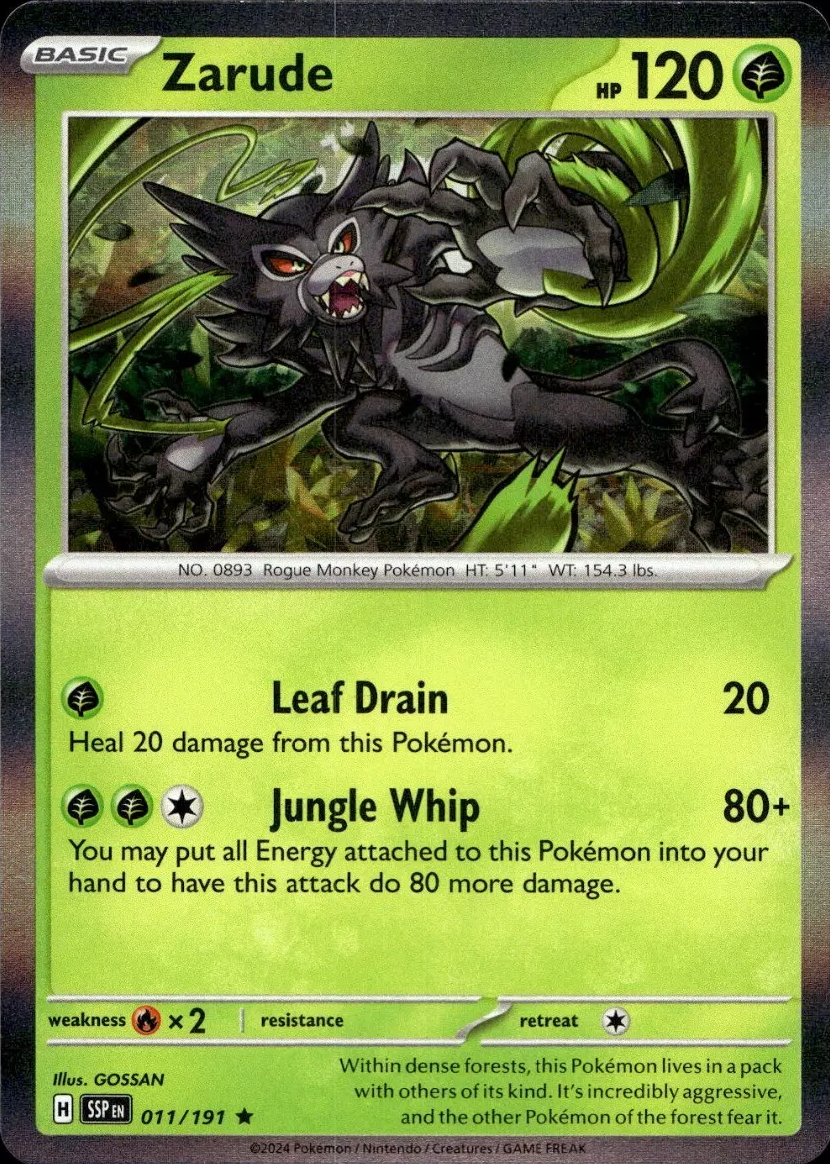 BASIC Zarude HP 120
NO. 0893 Rogue Monkey Pokémon HT: 5'11" WT: 154.3 lbs.
Leaf Drain 20
Heal 20 damage from this Pokémon.
Jungle Whip 80+
You may put all Energy attached to this Pokémon into your
hand to have this attack do 80 more damage.
weakness ×2 resistance retreat
Illus. GOSSAN
Within dense forests, this Pokémon lives in a pack
with others of its kind. It's incredibly aggressive,
and the other Pokémon of the forest fear it.
H SSP EN 011/191 ★
©2024 Pokémon / Nintendo / Creatures / GAME FREAK